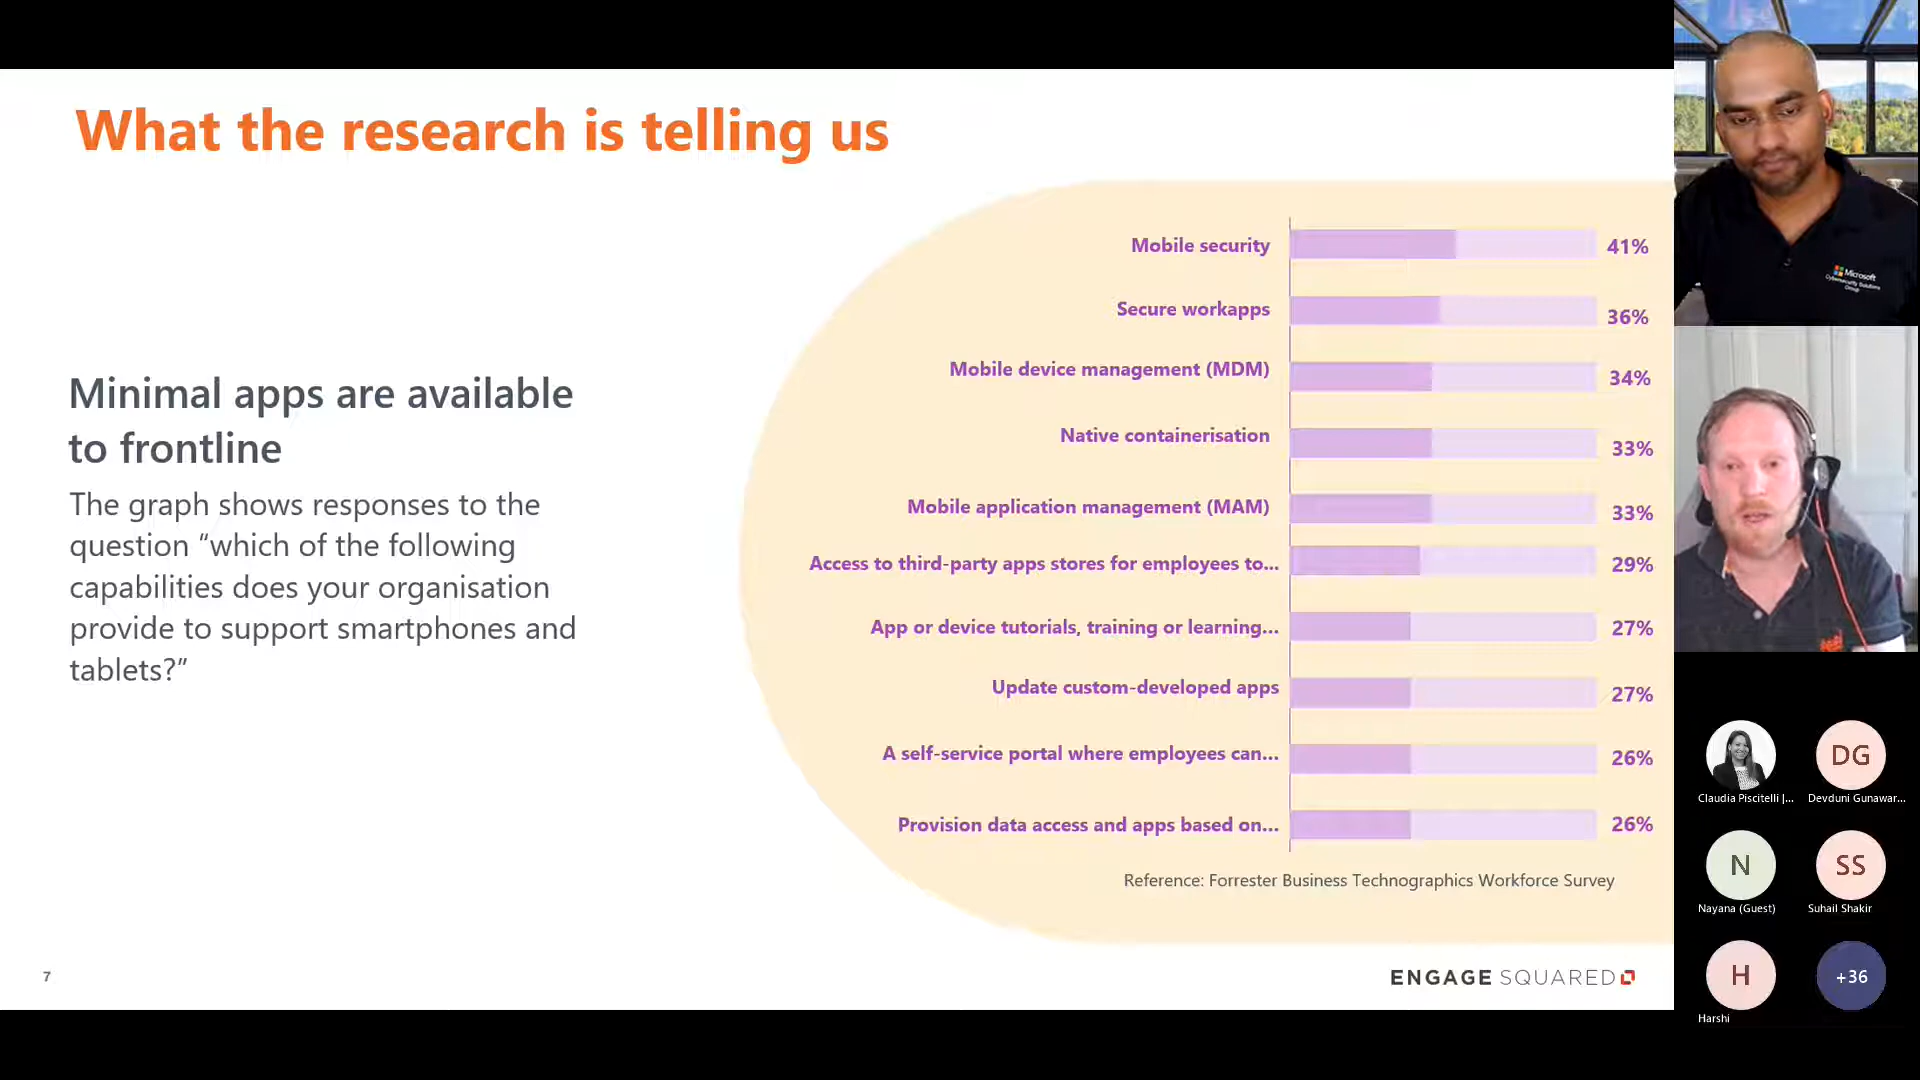 What the research is telling us
Minimal apps are available
to frontline
The graph shows responses to the
question “which of the following
capabilities does your organisation
provide to support smartphones and
tablets?”
Mobile security 41%
Secure workapps 36%
Mobile device management (MDM) 34%
Native containerisation 33%
Mobile application management (MAM) 33%
Access to third-party apps stores for employees to... 29%
App or device tutorials, training or learning... 27%
Update custom-developed apps 27%
A self-service portal where employees can... 26%
Provision data access and apps based on... 26%
Reference: Forrester Business Technographics Workforce Survey
7
ENGAGE SQUARED
Microsoft
Cybersecurity Solutions
Group
Claudia Piscitelli |...
DG
Devduni Gunawar...
N
Nayana (Guest)
SS
Suhail Shakir
H
Harshi
+36